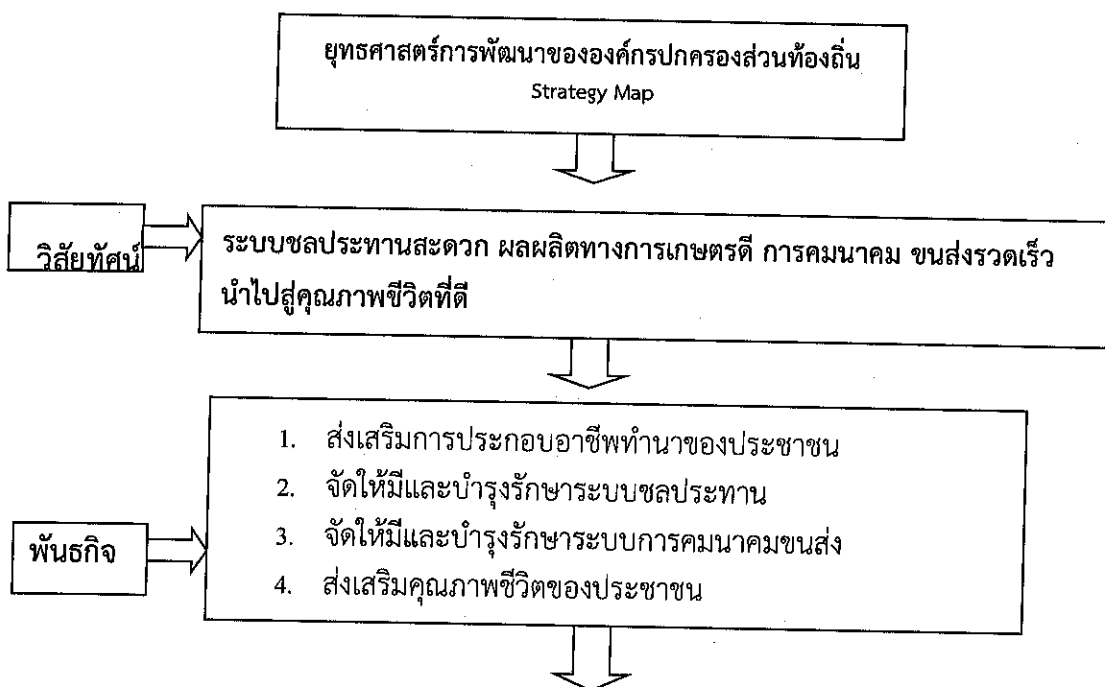 ยุทธศาสตร์การพัฒนาขององค์กรปกครองส่วนท้องถิ่น
Strategy Map
วิสัยทัศน์
ระบบชลประทานสะดวก ผลผลิตทางการเกษตรดี การคมนาคม ขนส่งรวดเร็ว
นำไปสู่คุณภาพชีวิตที่ดี
พันธกิจ
1. ส่งเสริมการประกอบอาชีพทำนาของประชาชน
2. จัดให้มีและบำรุงรักษาระบบชลประทาน
3. จัดให้มีและบำรุงรักษาระบบการคมนาคมขนส่ง
4. ส่งเสริมคุณภาพชีวิตของประชาชน